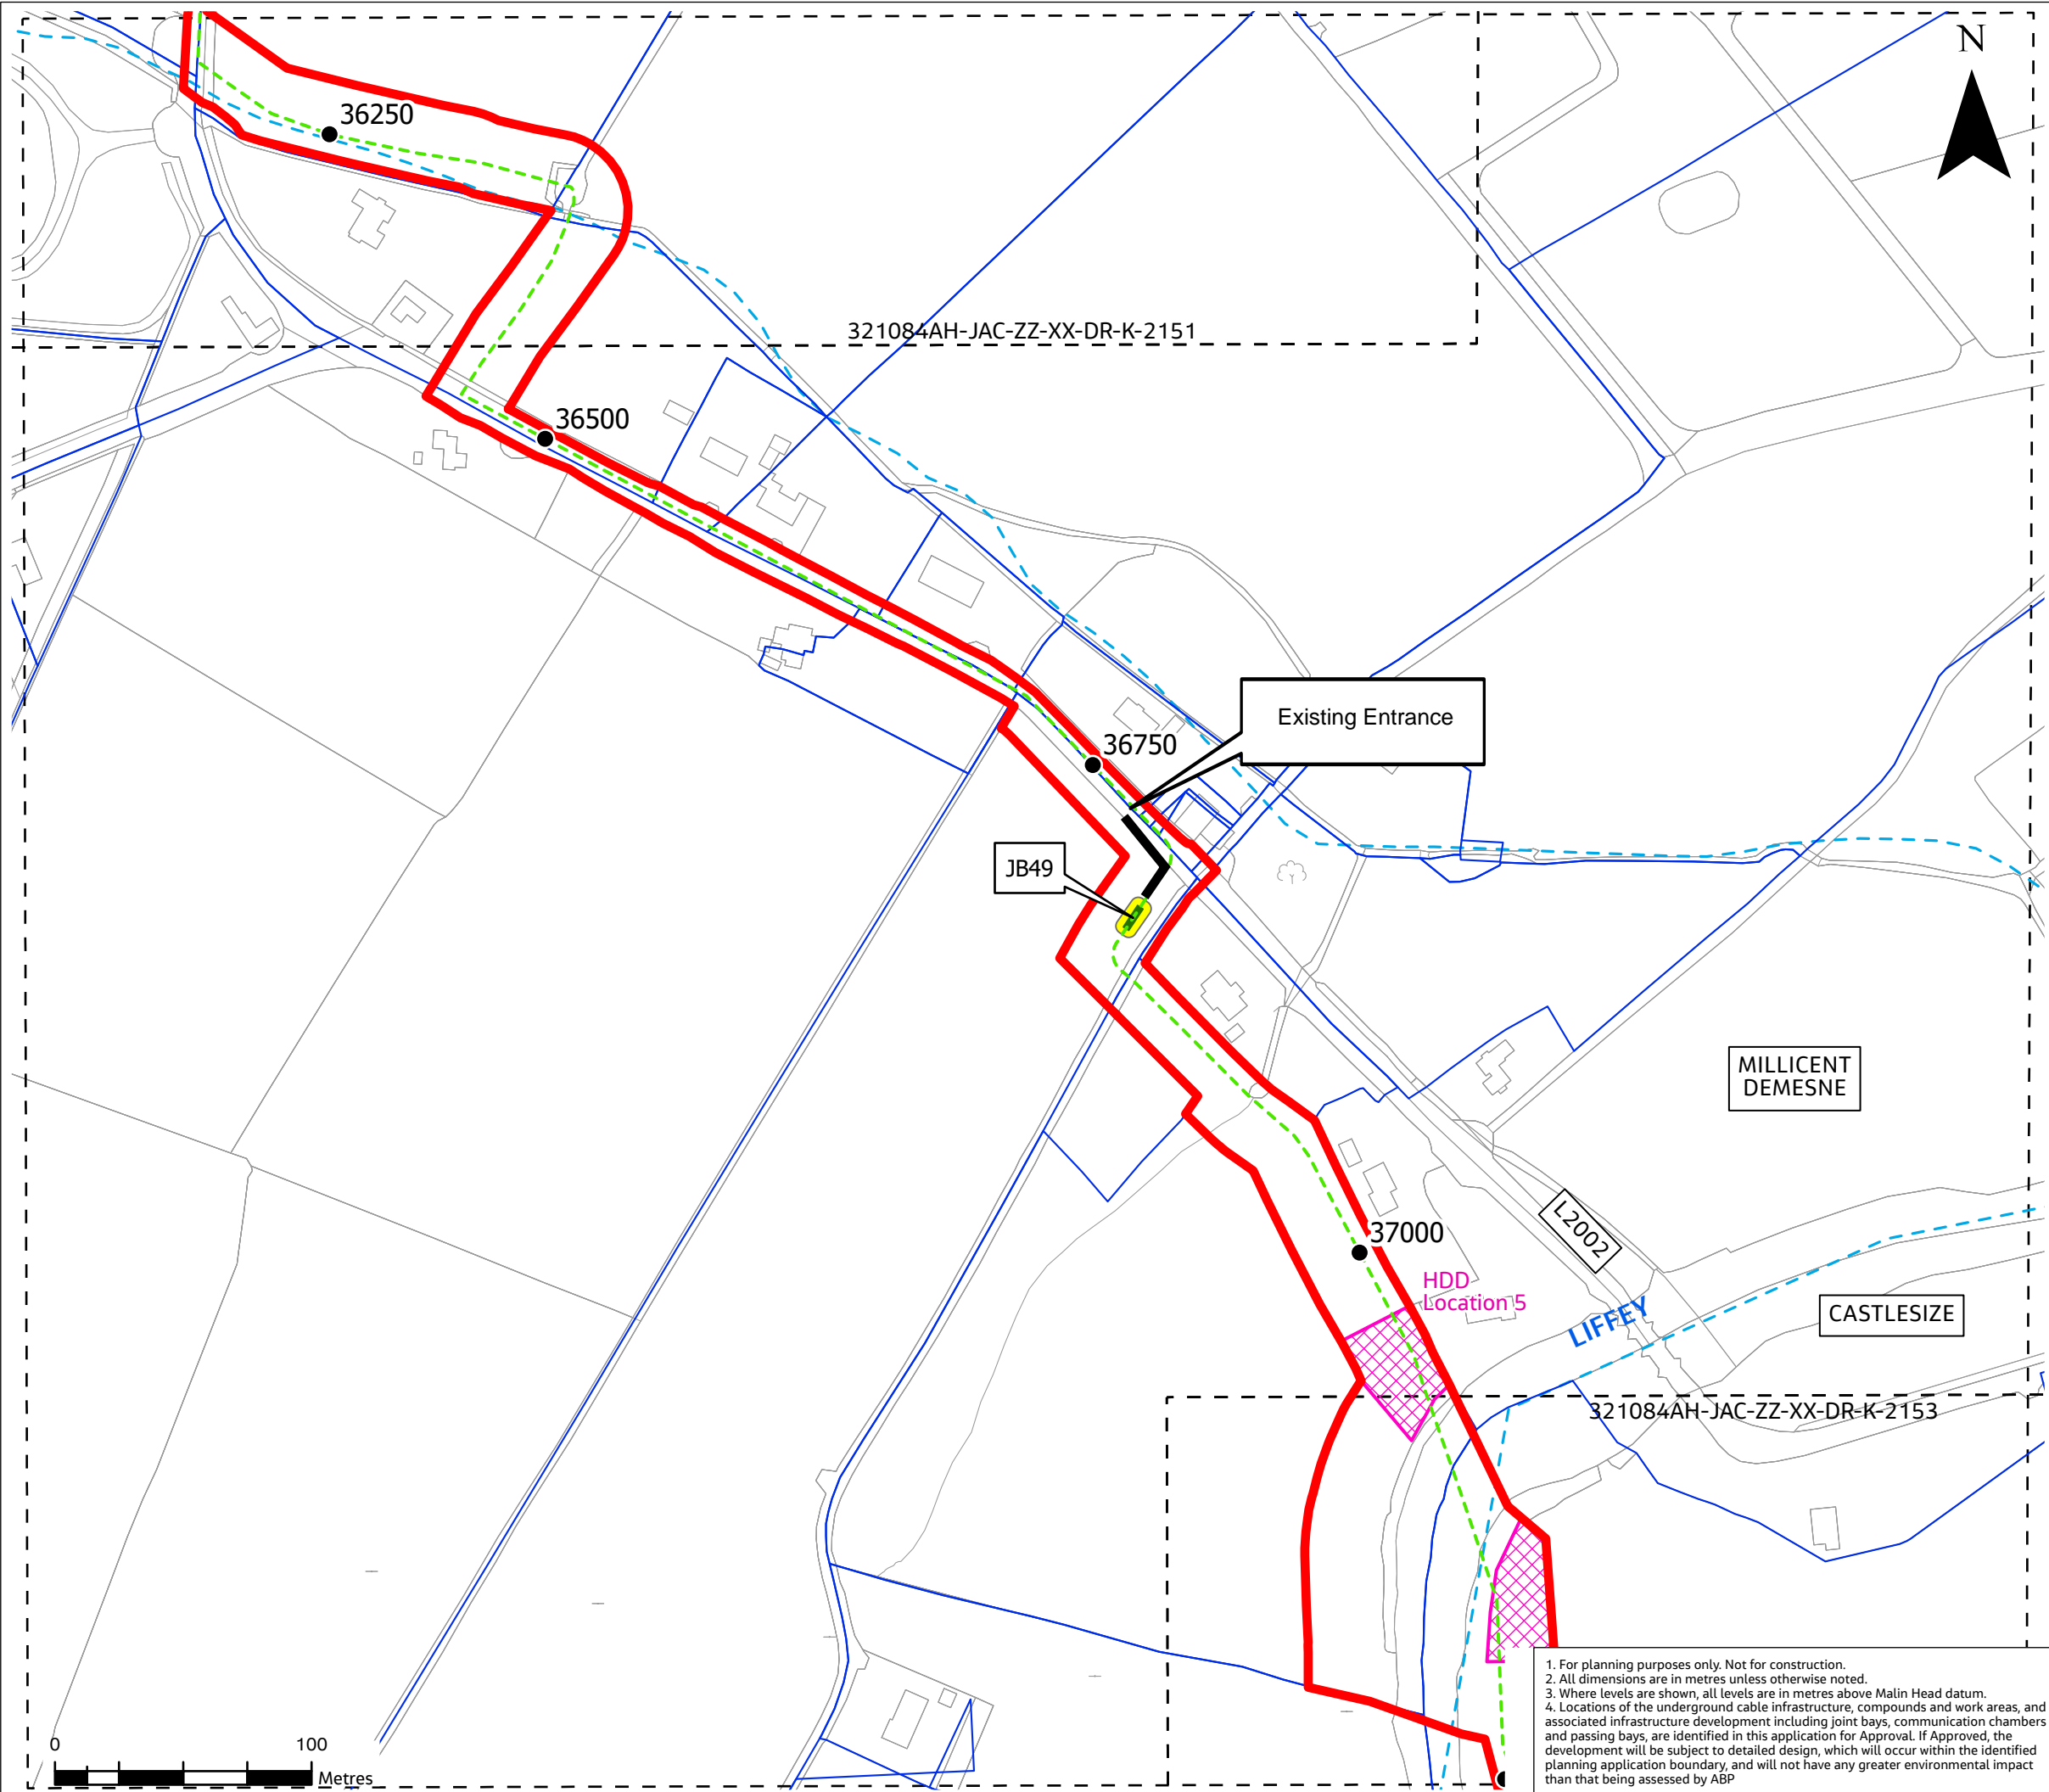 N
36250
321084AH-JAC-ZZ-XX-DR-K-2151
36500
Existing Entrance
36750
JB49
MILLICENT
DEMESNE
L2002
37000
HDD
Location 5
LIFFEY
CASTLESIZE
321084AH-JAC-ZZ-XX-DR-K-2153
0 100
Metres
1. For planning purposes only. Not for construction.
2. All dimensions are in metres unless otherwise noted.
3. Where levels are shown, all levels are in metres above Malin Head datum.
4. Locations of the underground cable infrastructure, compounds and work areas, and
associated infrastructure development including joint bays, communication chambers
and passing bays, are identified in this application for Approval. If Approved, the
development will be subject to detailed design, which will occur within the identified
planning application boundary, and will not have any greater environmental impact
than that being assessed by ABP